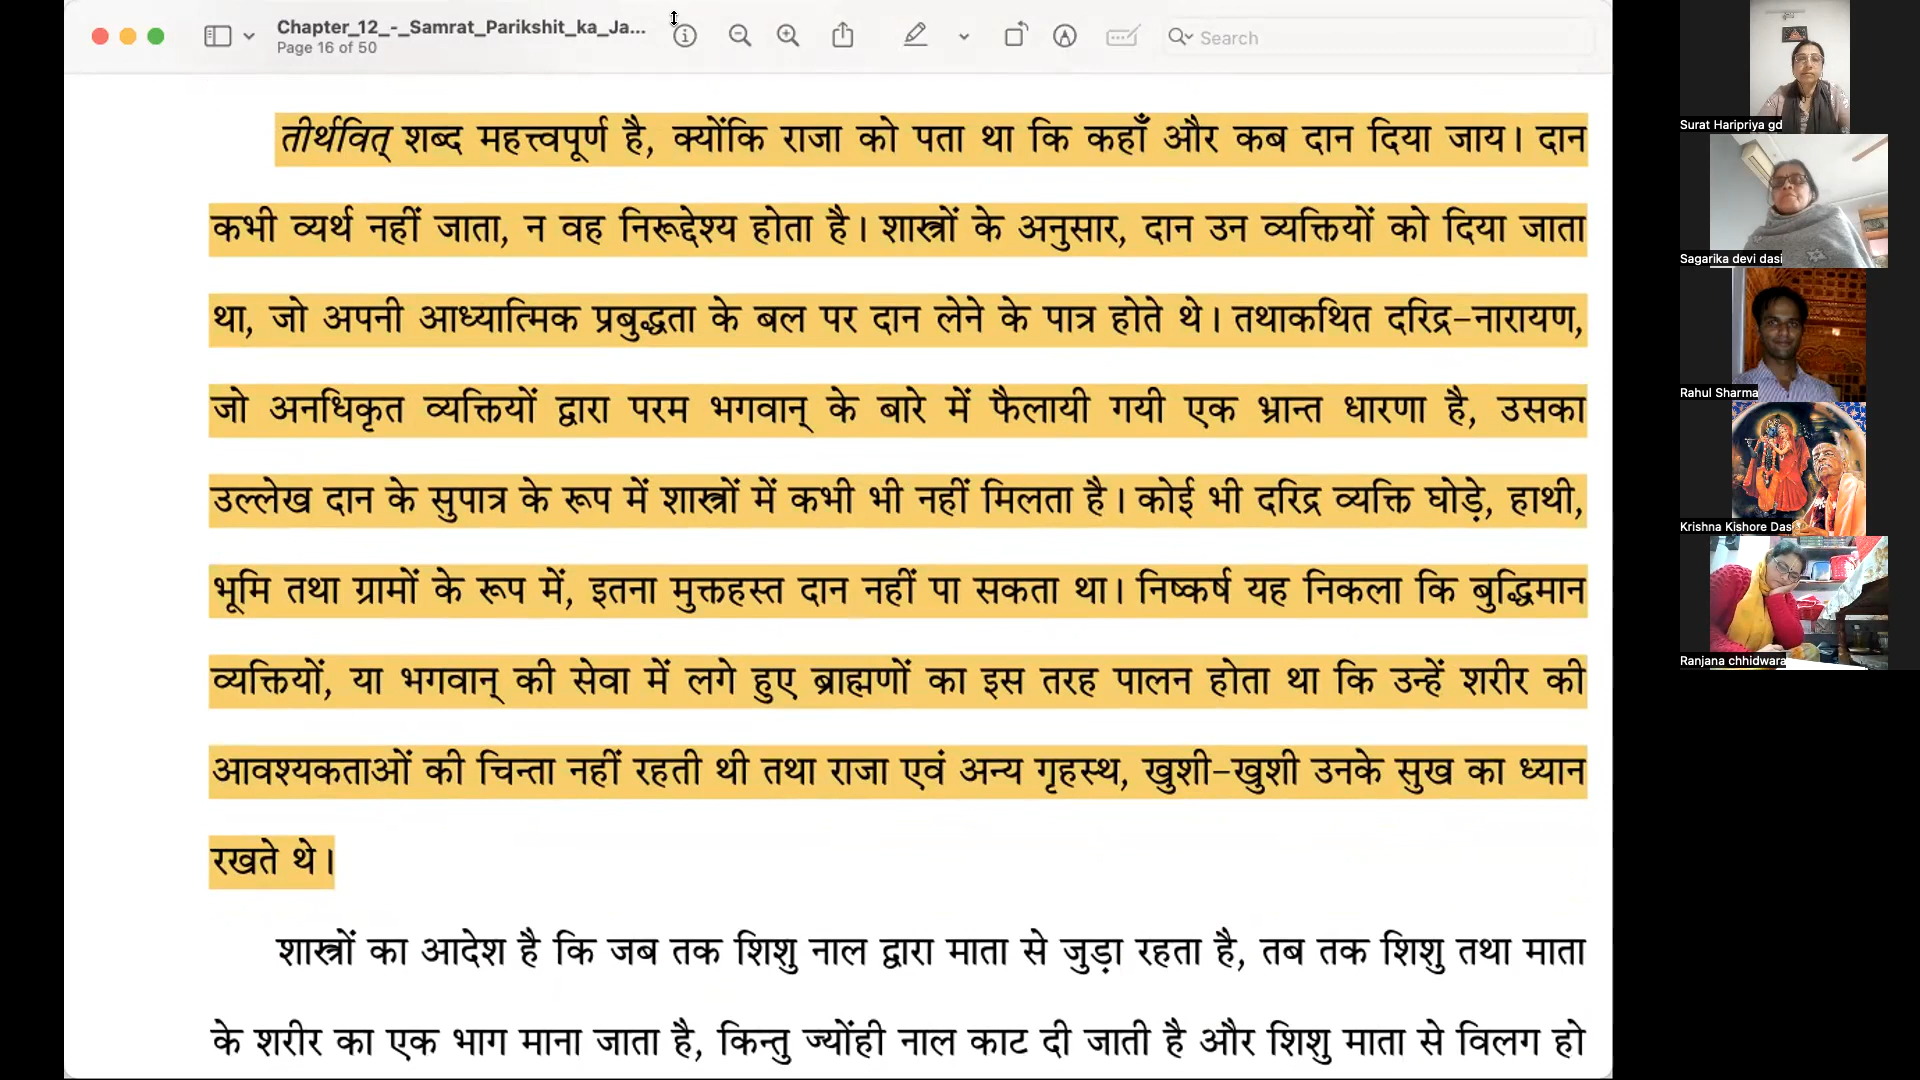 Chapter_12_-_Samrat_Parikshit_ka_Ja...
Page 16 of 50
Search
तीर्थवित् शब्द महत्त्वपूर्ण है, क्योंकि राजा को पता था कि कहाँ और कब दान दिया जाय। दान
कभी व्यर्थ नहीं जाता, न वह निरूद्देश्य होता है। शास्त्रों के अनुसार, दान उन व्यक्तियों को दिया जाता
था, जो अपनी आध्यात्मिक प्रबुद्धता के बल पर दान लेने के पात्र होते थे। तथाकथित दरिद्र-नारायण,
जो अनधिकृत व्यक्तियों द्वारा परम भगवान् के बारे में फैलायी गयी एक भ्रान्त धारणा है, उसका
उल्लेख दान के सुपात्र के रूप में शास्त्रों में कभी भी नहीं मिलता है। कोई भी दरिद्र व्यक्ति घोड़े, हाथी,
भूमि तथा ग्रामों के रूप में, इतना मुक्तहस्त दान नहीं पा सकता था। निष्कर्ष यह निकला कि बुद्धिमान
व्यक्तियों, या भगवान् की सेवा में लगे हुए ब्राह्मणों का इस तरह पालन होता था कि उन्हें शरीर की
आवश्यकताओं की चिन्ता नहीं रहती थी तथा राजा एवं अन्य गृहस्थ, खुशी-खुशी उनके सुख का ध्यान
रखते थे।
शास्त्रों का आदेश है कि जब तक शिशु नाल द्वारा माता से जुड़ा रहता है, तब तक शिशु तथा माता
के शरीर का एक भाग माना जाता है, किन्तु ज्योंही नाल काट दी जाती है और शिशु माता से विलग हो
Surat Haripriya gd
Sagarika devi dasi
Rahul Sharma
Krishna Kishore Das
Ranjana chhidwara